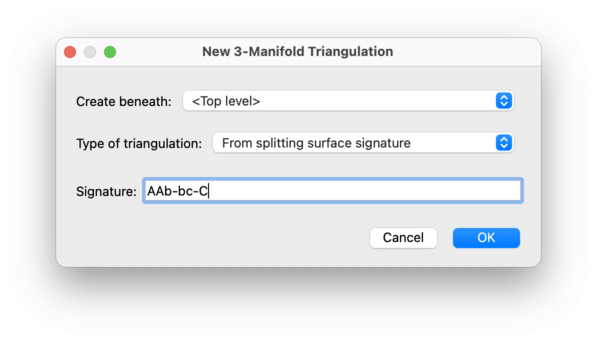 New 3-Manifold Triangulation
Create beneath: <Top level>
Type of triangulation: From splitting surface signature
Signature: AAb-bc-C
Cancel OK